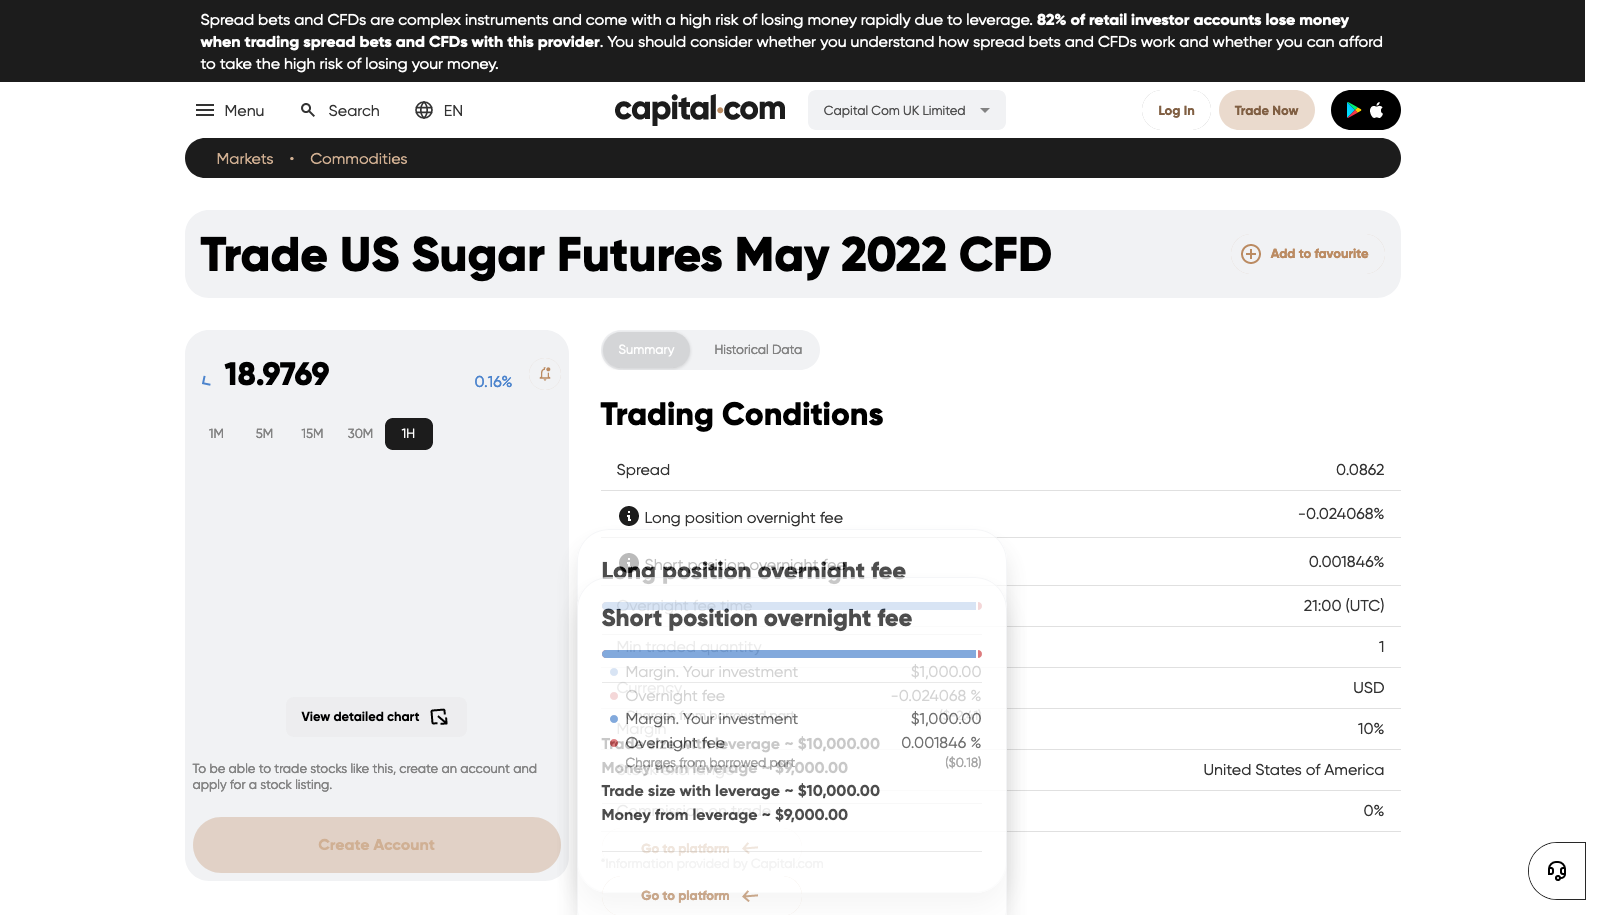 Spread bets and CFDs are complex instruments and come with a high risk of losing money rapidly due to leverage. 82% of retail investor accounts lose money
when trading spread bets and CFDs with this provider. You should consider whether you understand how spread bets and CFDs work and whether you can afford
to take the high risk of losing your money.
Menu
Search
EN
capital.com
Capital Com UK Limited
Log In
Trade Now
Markets • Commodities
Trade US Sugar Futures May 2022 CFD
Add to favourite
18.9769
0.16%
1M 5M 15M 30M 1H
View detailed chart
To be able to trade stocks like this, create an account and
apply for a stock listing.
Create Account
Summary
Historical Data
Trading Conditions
Spread 0.0862
Long position overnight fee -0.024068%
Short position overnight fee 0.001846%
Overnight fee time 21:00 (UTC)
Min traded quantity 1
Currency USD
Margin 10%
United States of America
Commission on trade 0%
Long position overnight fee
Margin. Your investment $1,000.00
Overnight fee -0.024068 %
Trade size with leverage ~ $10,000.00
Money from leverage ~ $9,000.00
Go to platform
Short position overnight fee
Margin. Your investment $1,000.00
Overnight fee 0.001846 %
Charges from borrowed part ($0.18)
Trade size with leverage ~ $10,000.00
Money from leverage ~ $9,000.00
*Information provided by Capital.com
Go to platform